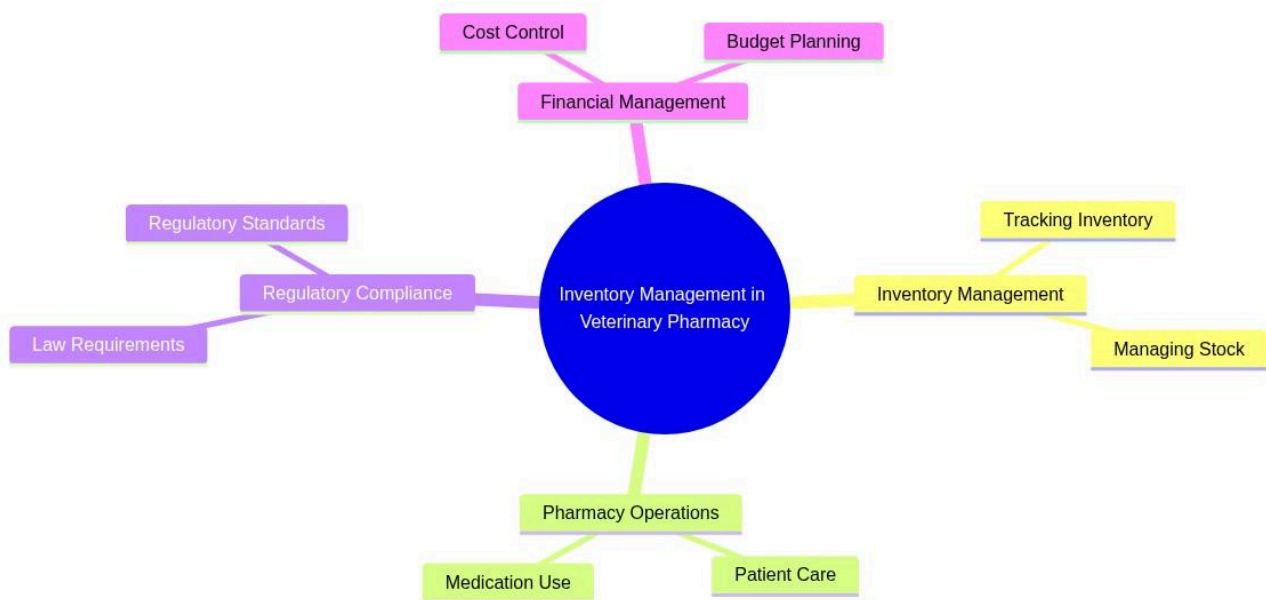 Cost Control
Budget Planning
Financial Management
Regulatory Standards
Tracking Inventory
Regulatory Compliance
Inventory Management in
Veterinary Pharmacy
Inventory Management
Law Requirements
Managing Stock
Pharmacy Operations
Medication Use
Patient Care